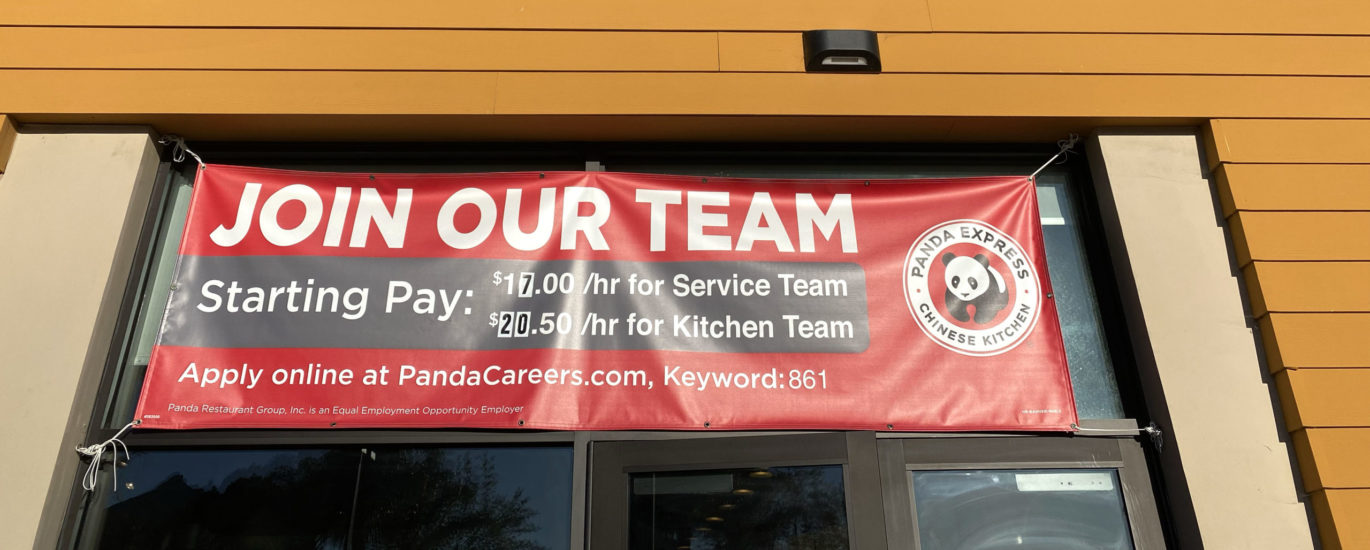 JOIN OUR TEAM
Starting Pay:
$17.00 /hr for Service Team
$20.50 /hr for Kitchen Team
Apply online at PandaCareers.com, Keyword: 861
Panda Restaurant Group, Inc. is an Equal Employment Opportunity Employer
PANDA EXPRESS
CHINESE KITCHEN